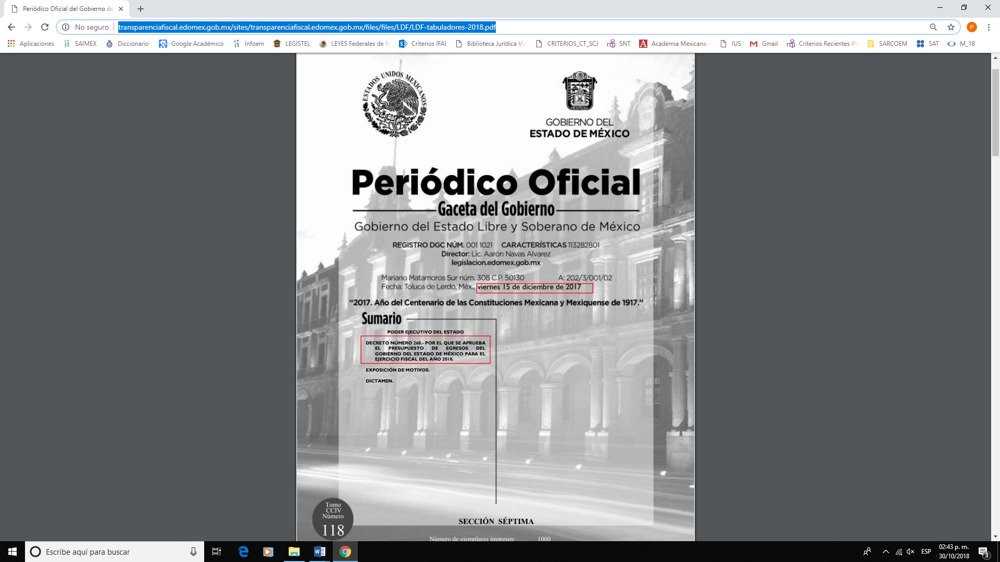 Periódico Oficial del Gobierno de
No seguro
transparenciafiscal.edomex.gob.mx/sites/transparenciafiscal.edomex.gob.mx/files/files/LDF/LDF-tabuladores-2018.pdf
P
Aplicaciones SAIMEX Diccionario Google Académico Infoem LEGISTEL LEYES Federales de M Criterios IFAI Biblioteca Jurídica Vir CRITERIOS_CT_SCJ SNT Academia Mexicana IUS Gmail Criterios Recientes IN SARCOEM SAT M_18
ESTADOS UNIDOS MEXICANOS
GOBIERNO DEL
ESTADO DE MÉXICO
Periódico Oficial
Gaceta del Gobierno
Gobierno del Estado Libre y Soberano de México
REGISTRO DGC NÚM. 001 1021 CARACTERÍSTICAS 113282801
Director: Lic. Aarón Navas Alvarez
legislacion.edomex.gob.mx
Mariano Matamoros Sur núm. 308 C.P. 50130 A: 202/3/001/02
Fecha: Toluca de Lerdo, Méx., viernes 15 de diciembre de 2017
“2017. Año del Centenario de las Constituciones Mexicana y Mexiquense de 1917.”
Sumario
PODER EJECUTIVO DEL ESTADO
DECRETO NÚMERO 268.- POR EL QUE SE APRUEBA
EL PRESUPUESTO DE EGRESOS DEL
GOBIERNO DEL ESTADO DE MÉXICO PARA EL
EJERCICIO FISCAL DEL AÑO 2018.
EXPOSICIÓN DE MOTIVOS.
DICTAMEN.
Tomo
CCIV
Número
118
SECCIÓN SÉPTIMA
Número de ejemplares impresos: 1000
Escribe aquí para buscar
ESP
02:43 p. m.
30/10/2018
3